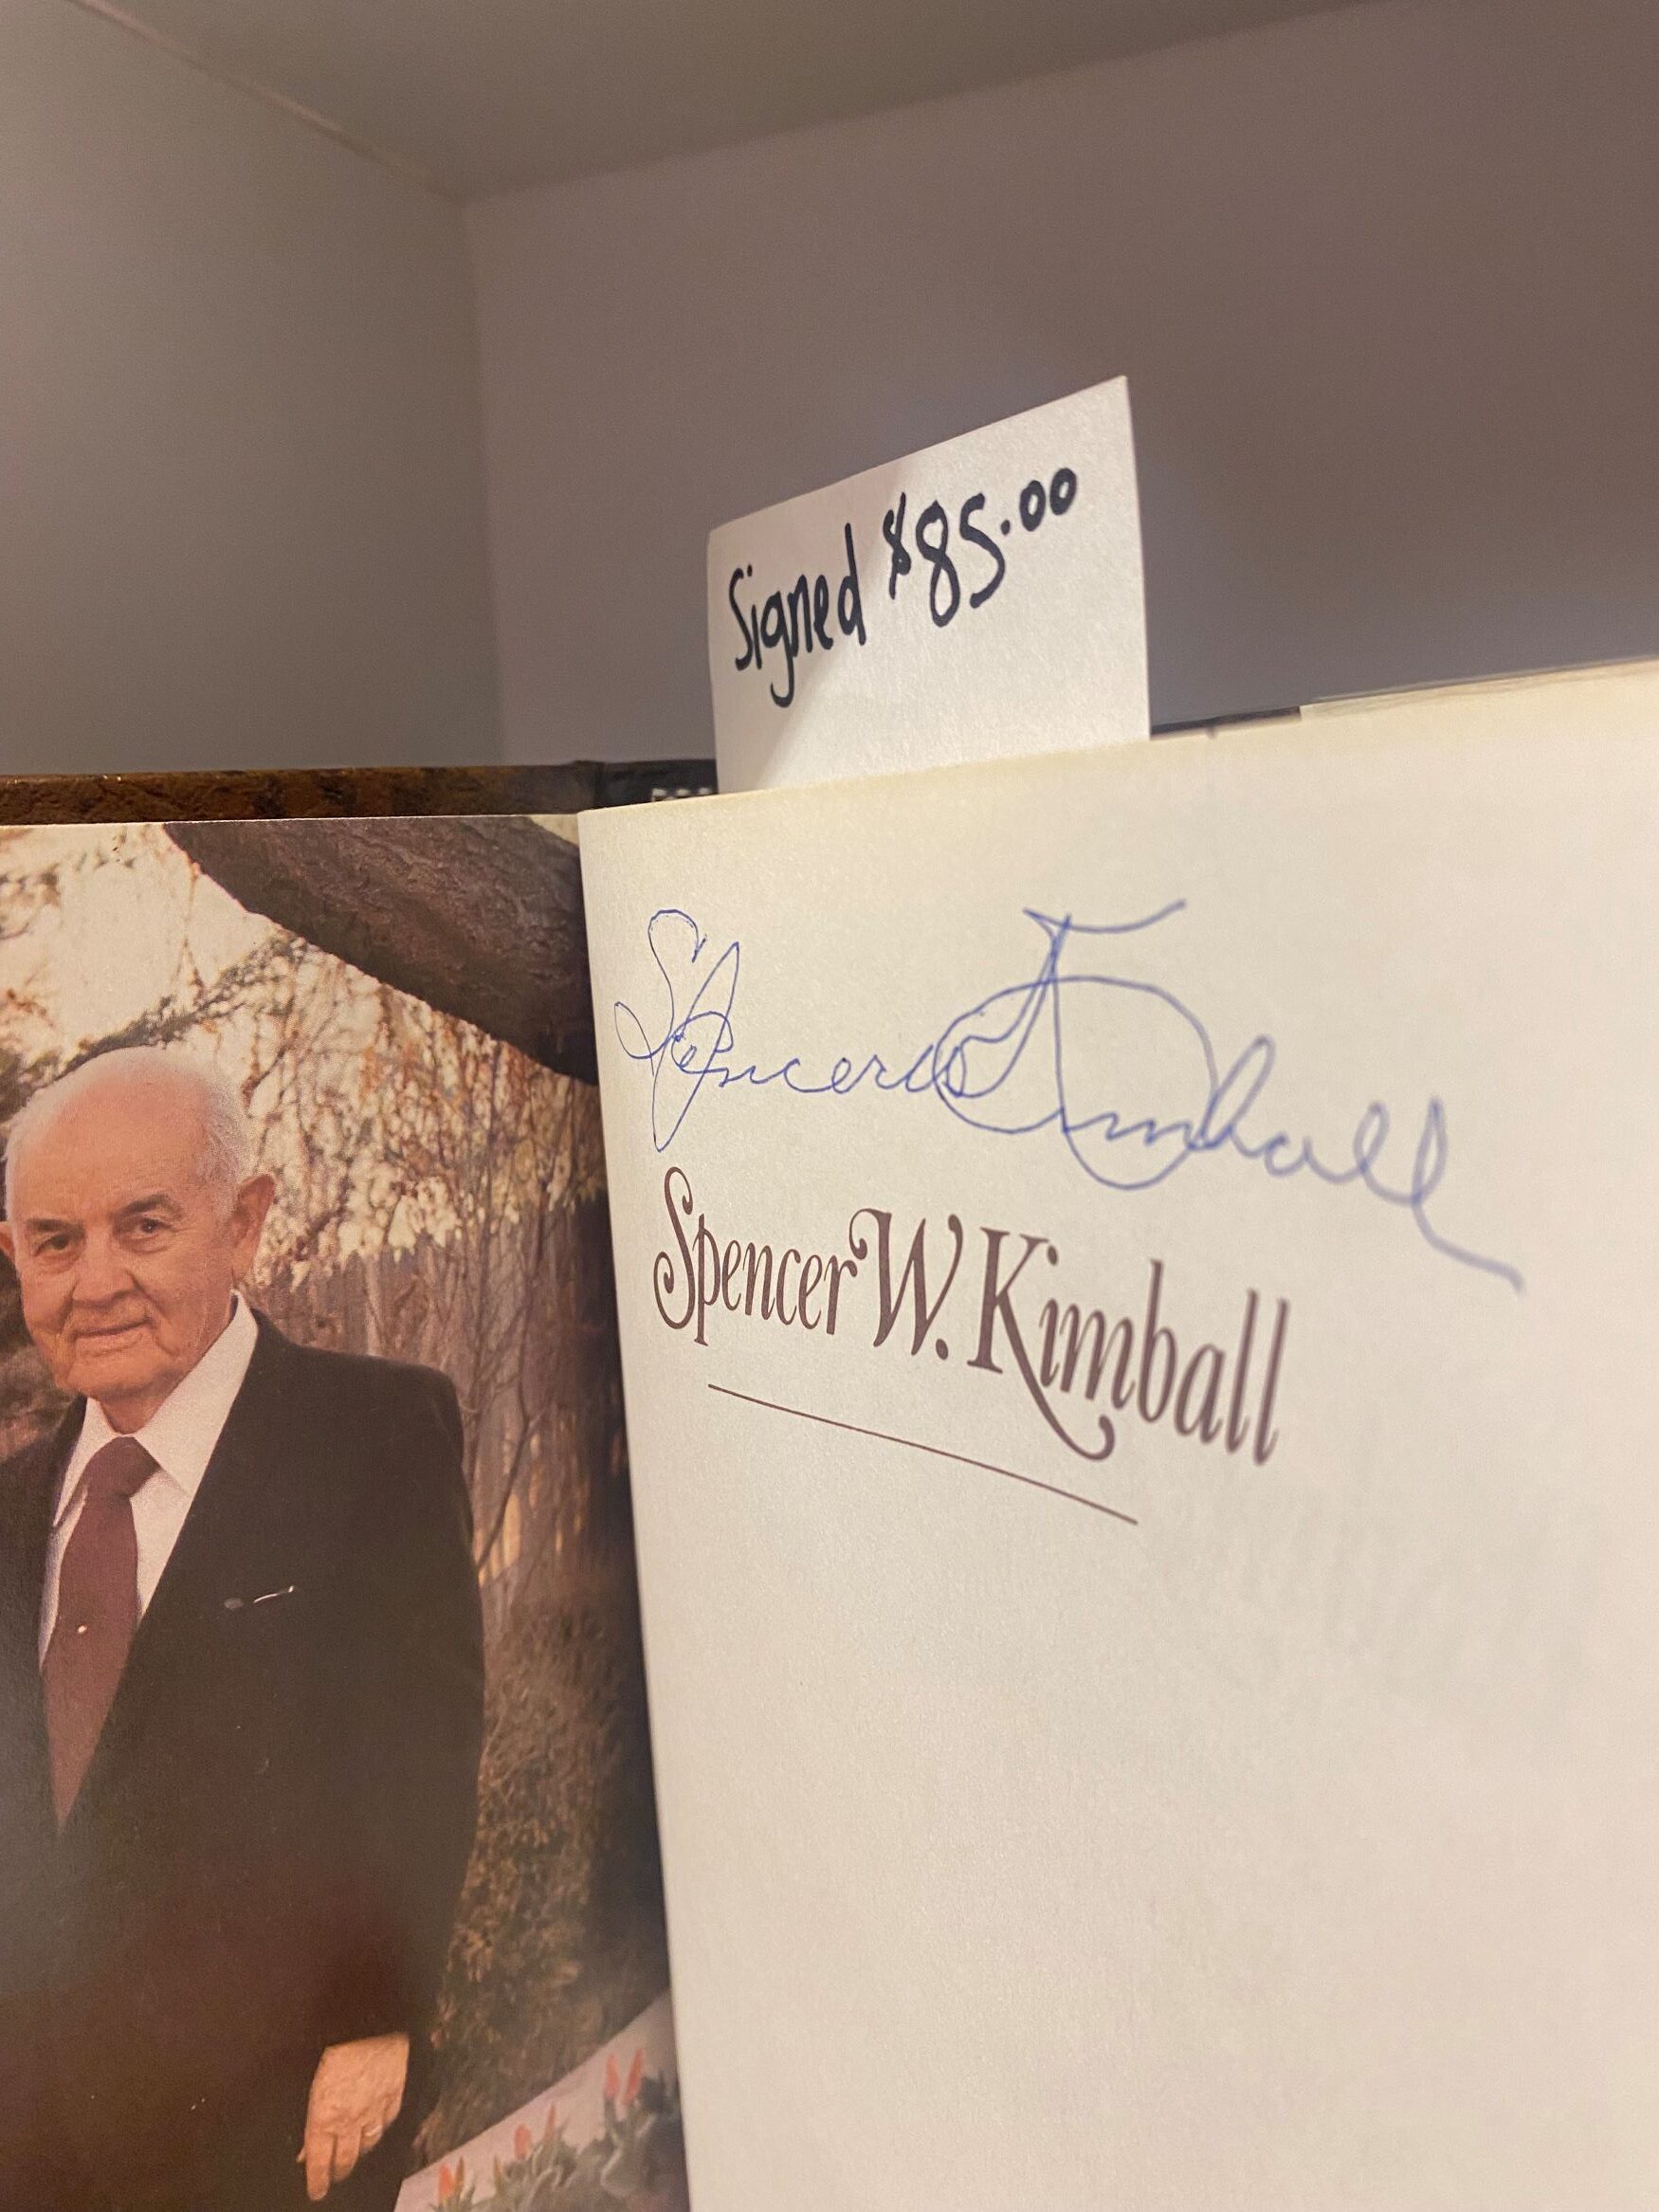 Signed $85.00
Spencer W Kimball
Spencer W. Kimball